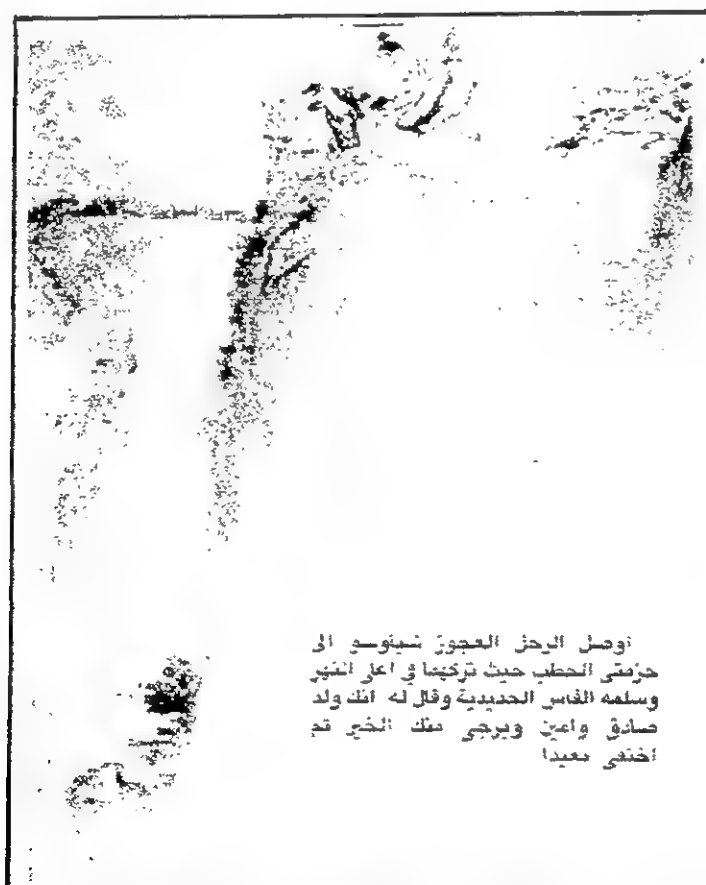 اوصل الرجل العجوز شياوسو الى
حزمتي الحطب حيث تركهما في اعلى النهر
وسلمه الفاس الحديدية وقال له انك ولد
صادق وامين ويرجى منك الخير ثم
اختفى بعيدا